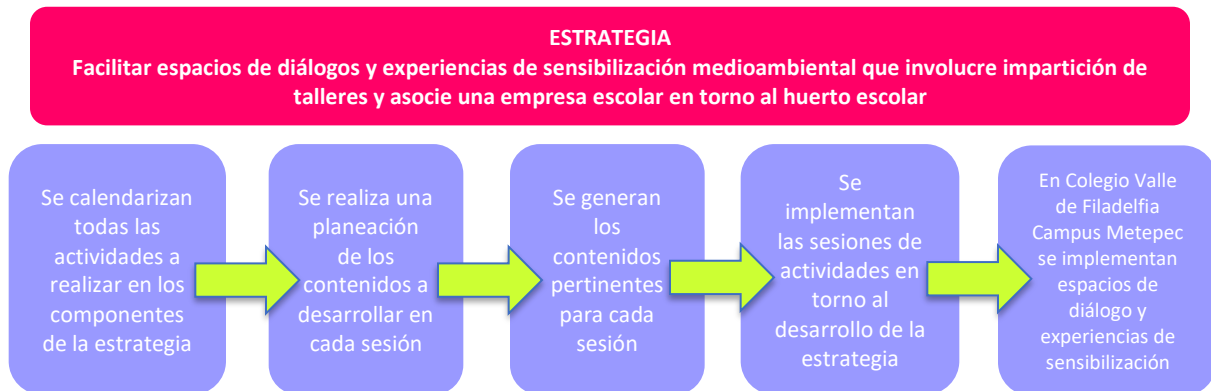 ESTRATEGIA
Facilitar espacios de diálogos y experiencias de sensibilización medioambiental que involucre impartición de
talleres y asocie una empresa escolar en torno al huerto escolar
Se calendarizan
todas las
actividades a
realizar en los
componentes
de la estrategia
Se realiza una
planeación
de los
contenidos a
desarrollar en
cada sesión
Se generan
los
contenidos
pertinentes
para cada
sesión
Se
implementan
las sesiones de
actividades en
torno al
desarrollo de la
estrategia
En Colegio Valle
de Filadelfia
Campus Metepec
se implementan
espacios de
diálogo y
experiencias de
sensibilización